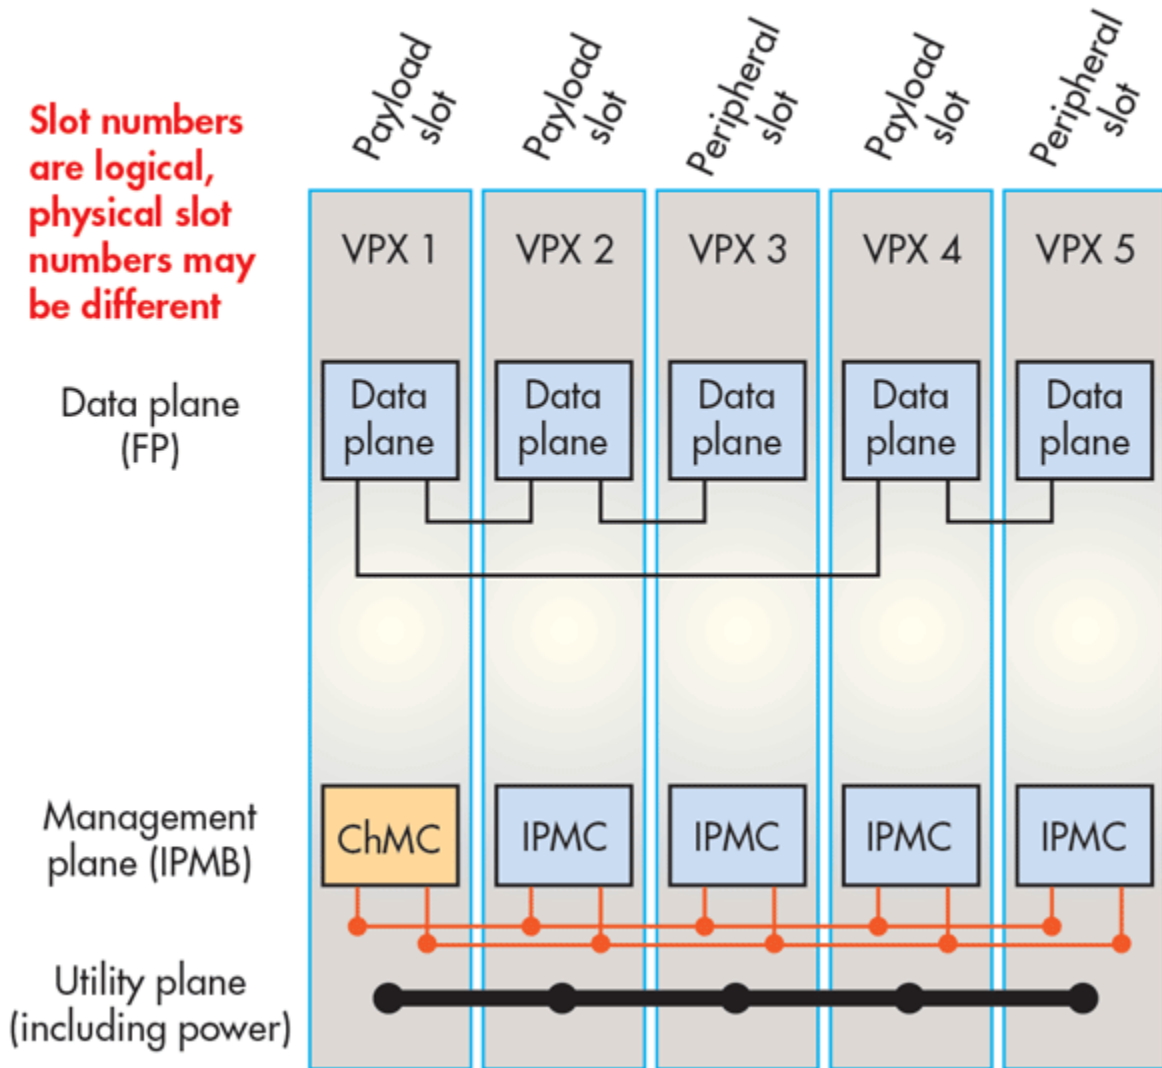 Payload
slot
Payload
slot
Peripheral
slot
Payload
slot
Peripheral
slot
Slot numbers
are logical,
physical slot
numbers may
be different
VPX 1
VPX 2
VPX 3
VPX 4
VPX 5
Data plane
(FP)
Data
plane
Data
plane
Data
plane
Data
plane
Data
plane
Management
plane (IPMB)
ChMC
IPMC
IPMC
IPMC
IPMC
Utility plane
(including power)